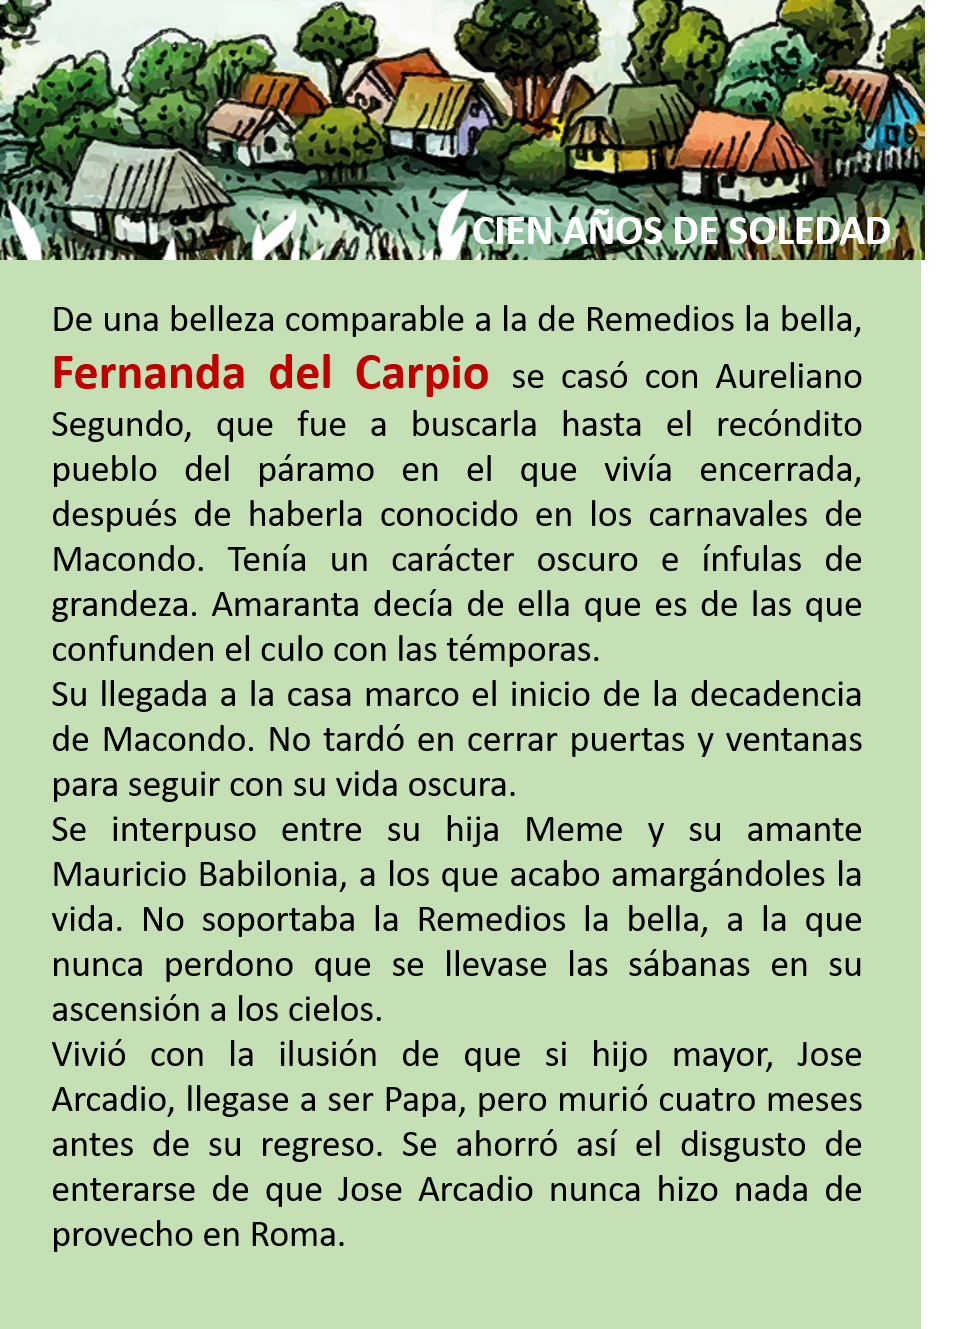 CIEN AÑOS DE SOLEDAD
De una belleza comparable a la de Remedios la bella,
Fernanda del Carpio se casó con Aureliano
Segundo, que fue a buscarla hasta el recóndito
pueblo del páramo en el que vivía encerrada,
después de haberla conocido en los carnavales de
Macondo. Tenía un carácter oscuro e ínfulas de
grandeza. Amaranta decía de ella que es de las que
confunden el culo con las témporas.
Su llegada a la casa marco el inicio de la decadencia
de Macondo. No tardó en cerrar puertas y ventanas
para seguir con su vida oscura.
Se interpuso entre su hija Meme y su amante
Mauricio Babilonia, a los que acabo amargándoles la
vida. No soportaba la Remedios la bella, a la que
nunca perdono que se llevase las sábanas en su
ascensión a los cielos.
Vivió con la ilusión de que si hijo mayor, Jose
Arcadio, llegase a ser Papa, pero murió cuatro meses
antes de su regreso. Se ahorró así el disgusto de
enterarse de que Jose Arcadio nunca hizo nada de
provecho en Roma.